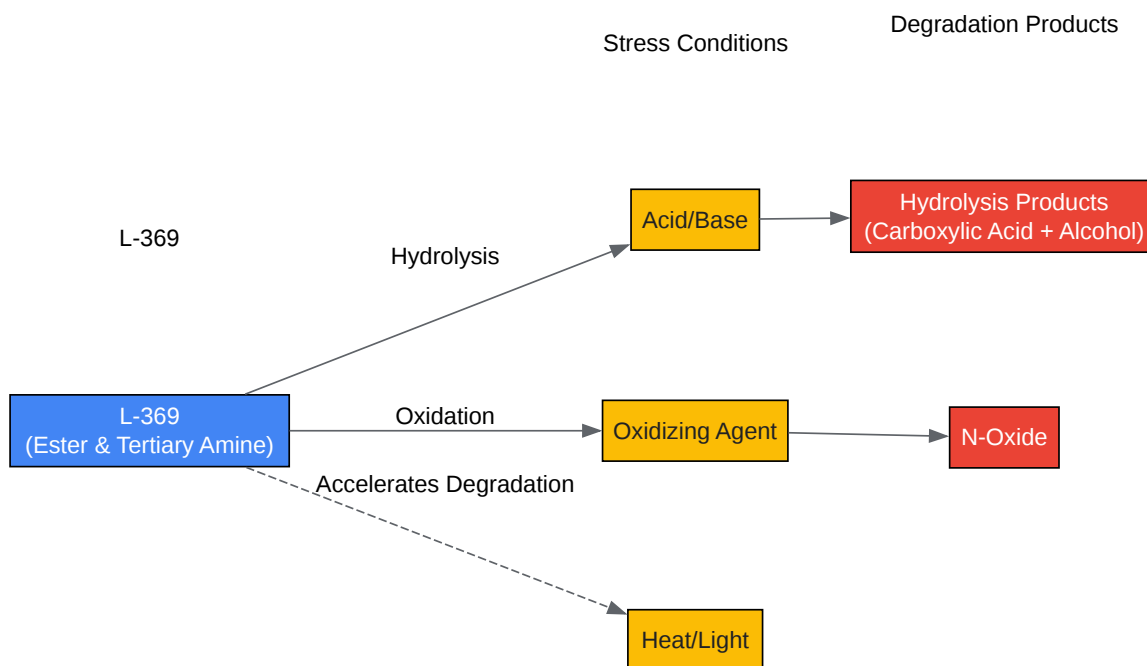 Stress Conditions
Degradation Products
L-369
Hydrolysis
Acid/Base
Hydrolysis Products
(Carboxylic Acid + Alcohol)
L-369
(Ester & Tertiary Amine)
Oxidation
Oxidizing Agent
N-Oxide
Accelerates Degradation
Heat/Light